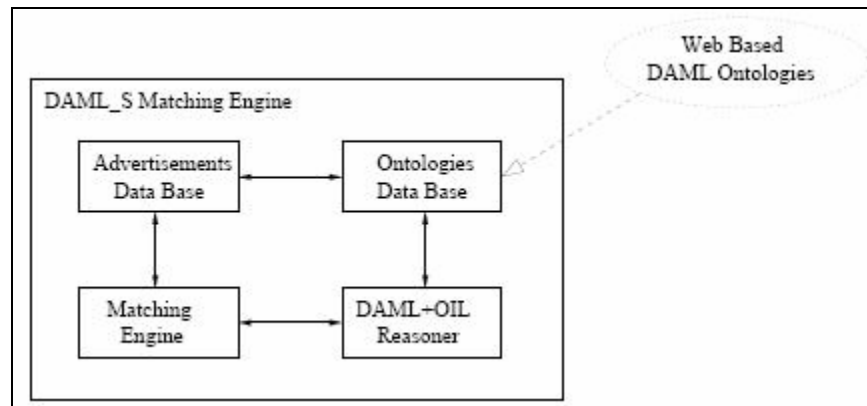 Web Based
DAML Ontologies
DAML_S Matching Engine
Advertisements
Data Base
Ontologies
Data Base
Matching
Engine
DAML+OIL
Reasoner